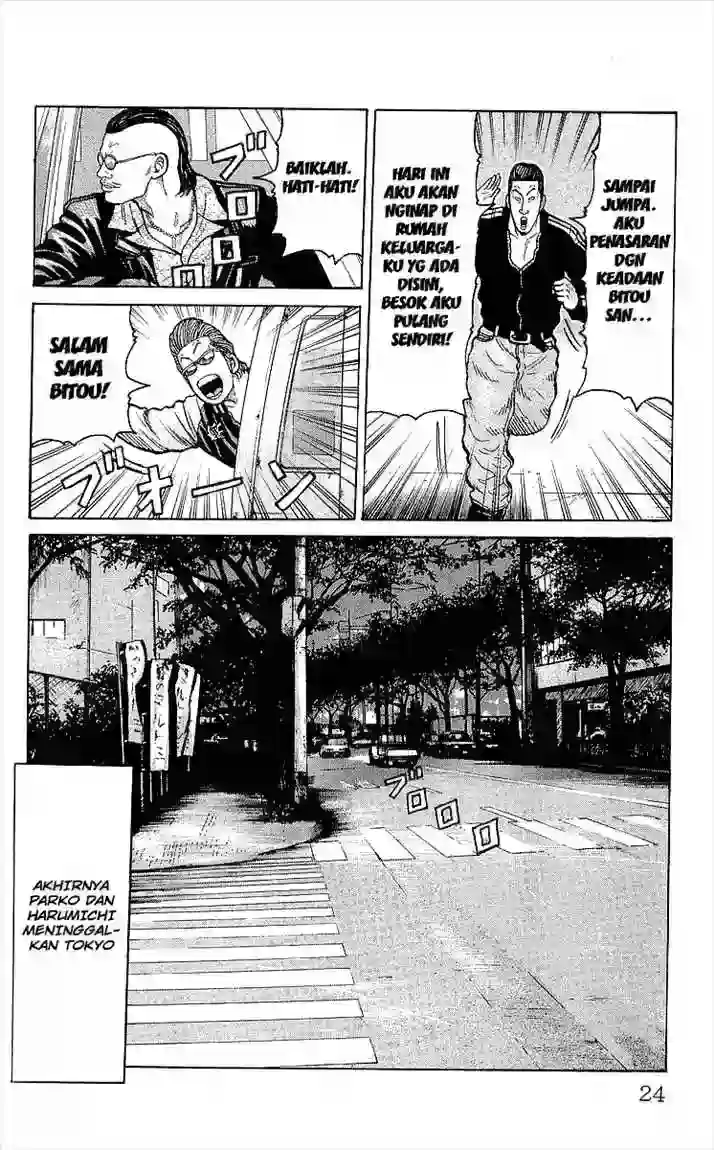 SAMPAI
JUMPA.
AKU
PENASARAN
DGN
KEADAAN
BITOU
SAN...
HARI INI
AKU AKAN
NGINAP DI
RUMAH
KELUARGA-
KU YG ADA
DISINI,
BESOK AKU
PULANG
SENDIRI!
BAIKLAH.
HATI-HATI!
ブロロロ
SALAM
SAMA
BITOU!
ブオーン
ブロロロ
AKHIRNYA
PARKO DAN
HARUMICHI
MENINGGAL-
KAN TOKYO
24